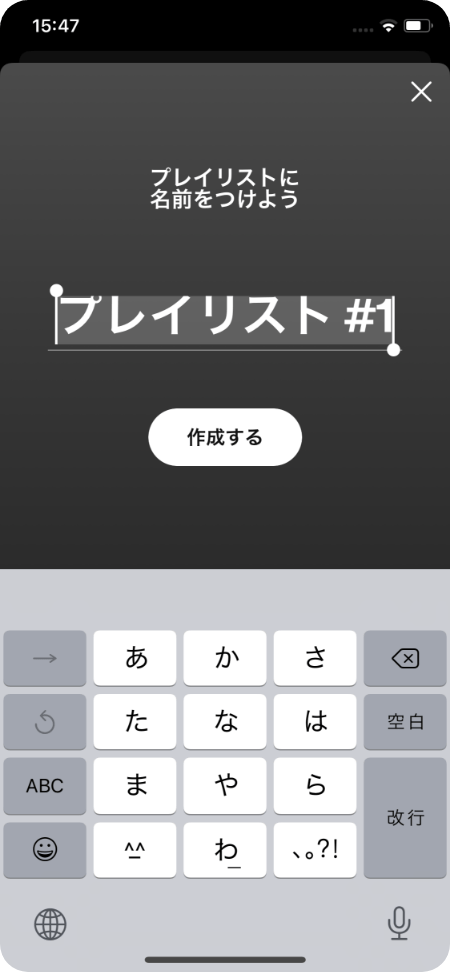 15:47
プレイリストに
名前をつけよう
プレイリスト #1
作成する
→ あ か さ
た な は 空白
ABC ま や ら 改行
^^ わ_ 、。?!